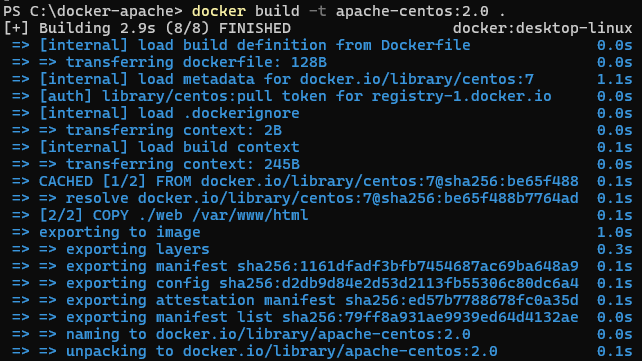 PS C:\docker-apache> docker build -t apache-centos:2.0 .
[+] Building 2.9s (8/8) FINISHED docker:desktop-linux
=> [internal] load build definition from Dockerfile 0.0s
=> => transferring dockerfile: 128B 0.0s
=> [internal] load metadata for docker.io/library/centos:7 1.1s
=> [auth] library/centos:pull token for registry-1.docker.io 0.0s
=> [internal] load .dockerignore 0.0s
=> => transferring context: 2B 0.0s
=> [internal] load build context 0.1s
=> => transferring context: 245B 0.0s
=> CACHED [1/2] FROM docker.io/library/centos:7@sha256:be65f488 0.1s
=> => resolve docker.io/library/centos:7@sha256:be65f488b7764ad 0.1s
=> [2/2] COPY ./web /var/www/html 0.1s
=> exporting to image 1.0s
=> => exporting layers 0.3s
=> => exporting manifest sha256:1161dfadf3bfb7454687ac69ba648a9 0.1s
=> => exporting config sha256:d2db9d84e2d53d2113fb55306c80dc6a4 0.1s
=> => exporting attestation manifest sha256:ed57b7788678fc0a35d 0.1s
=> => exporting manifest list sha256:79ff8a931ae9939ed64d4132ae 0.0s
=> => naming to docker.io/library/apache-centos:2.0 0.0s
=> => unpacking to docker.io/library/apache-centos:2.0 0.1s